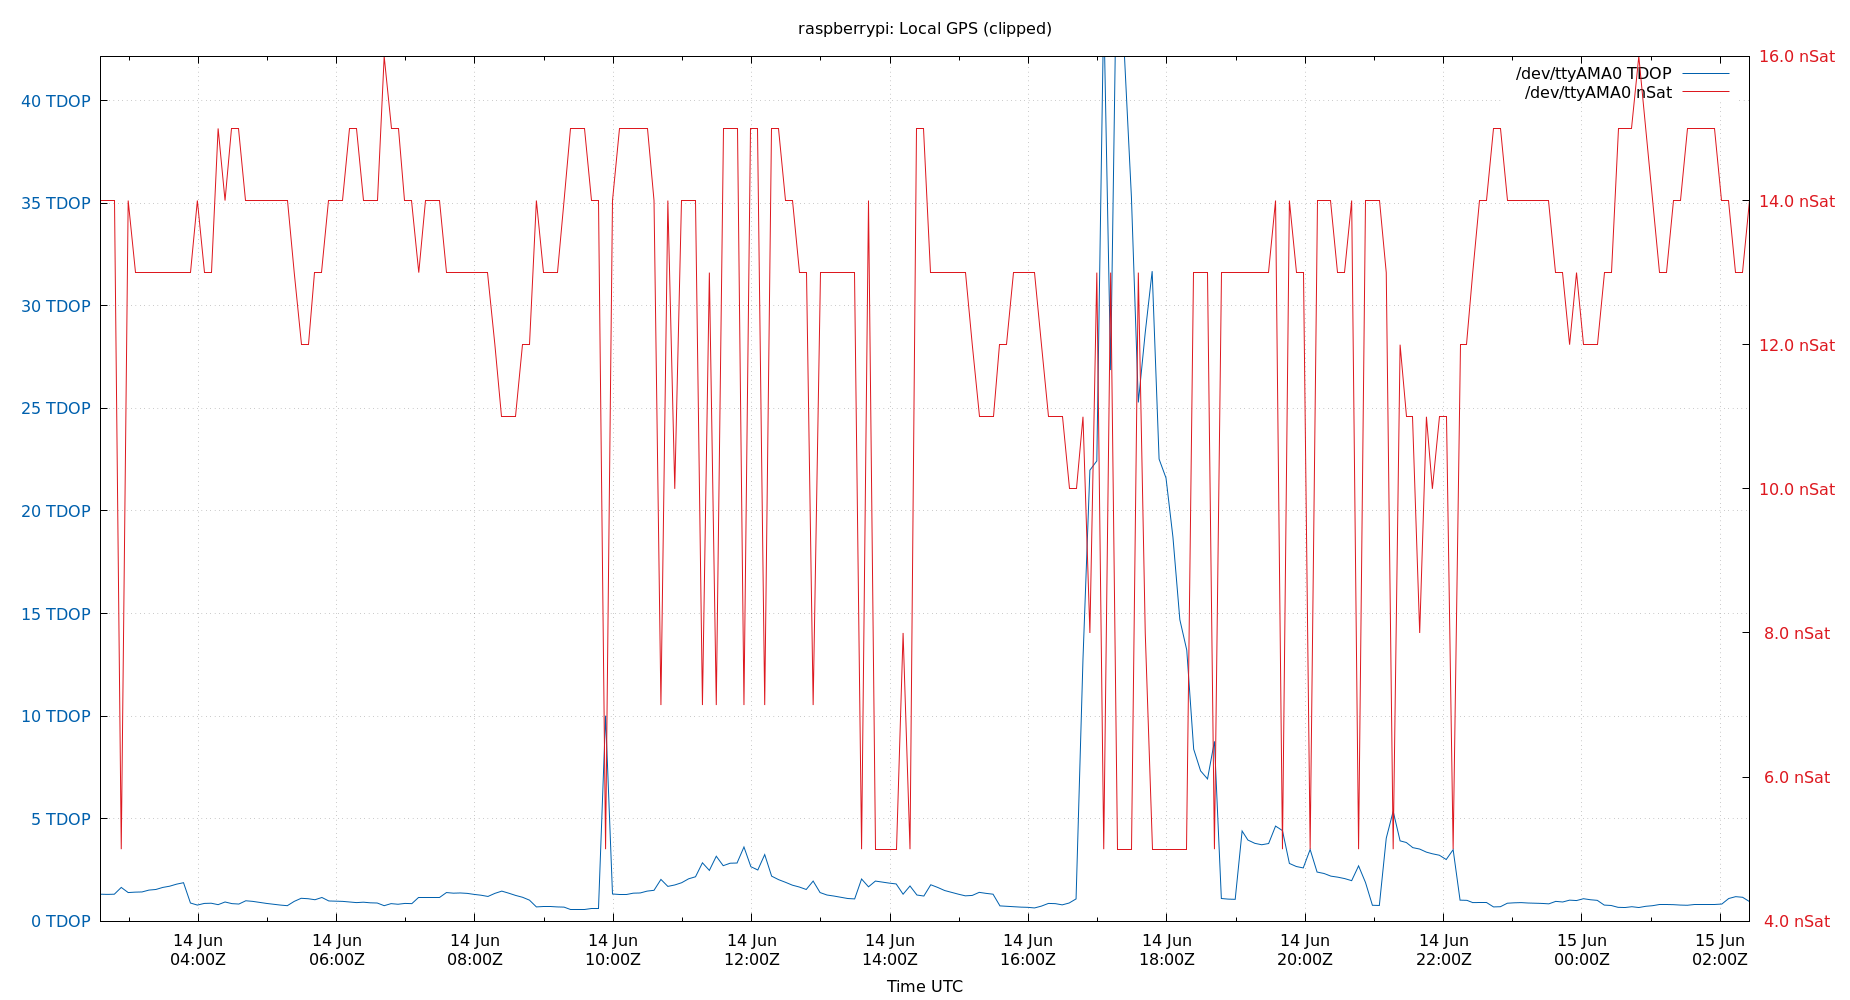 raspberrypi: Local GPS (clipped)
/dev/ttyAMA0 TDOP
/dev/ttyAMA0 nSat
40 TDOP
35 TDOP
30 TDOP
25 TDOP
20 TDOP
15 TDOP
10 TDOP
5 TDOP
0 TDOP
16.0 nSat
14.0 nSat
12.0 nSat
10.0 nSat
8.0 nSat
6.0 nSat
4.0 nSat
14 Jun
04:00Z
14 Jun
06:00Z
14 Jun
08:00Z
14 Jun
10:00Z
14 Jun
12:00Z
14 Jun
14:00Z
14 Jun
16:00Z
14 Jun
18:00Z
14 Jun
20:00Z
14 Jun
22:00Z
15 Jun
00:00Z
15 Jun
02:00Z
Time UTC